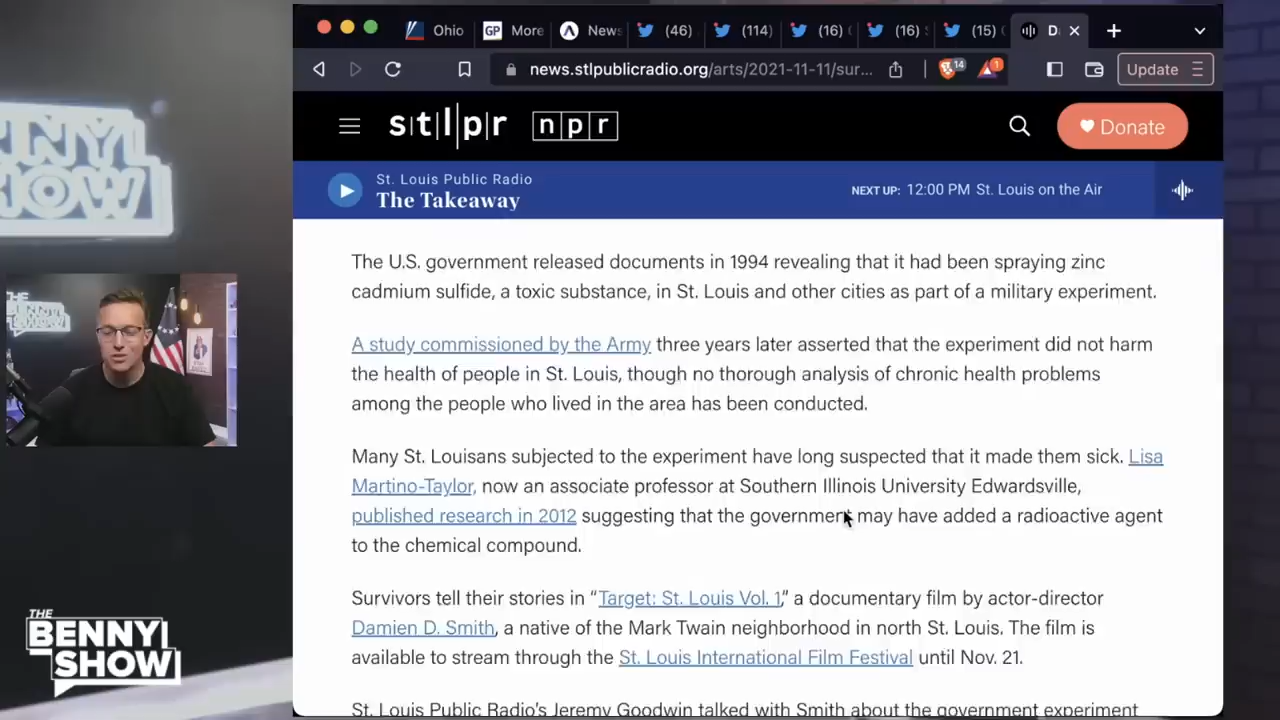 Ohio
GP More
News
(46)
(114)
(16)
(16)
(15)
news.stlpublicradio.org/arts/2021-11-11/sur...
14
1
Update
stlpr npr
Donate
St. Louis Public Radio
The Takeaway
NEXT UP: 12:00 PM St. Louis on the Air
The U.S. government released documents in 1994 revealing that it had been spraying zinc
cadmium sulfide, a toxic substance, in St. Louis and other cities as part of a military experiment.
A study commissioned by the Army three years later asserted that the experiment did not harm
the health of people in St. Louis, though no thorough analysis of chronic health problems
among the people who lived in the area has been conducted.
Many St. Louisans subjected to the experiment have long suspected that it made them sick. Lisa
Martino-Taylor, now an associate professor at Southern Illinois University Edwardsville,
published research in 2012 suggesting that the government may have added a radioactive agent
to the chemical compound.
Survivors tell their stories in “Target: St. Louis Vol. 1,” a documentary film by actor-director
Damien D. Smith, a native of the Mark Twain neighborhood in north St. Louis. The film is
available to stream through the St. Louis International Film Festival until Nov. 21.
St. Louis Public Radio’s Jeremy Goodwin talked with Smith about the government experiment
THE
BENNY
SHOW